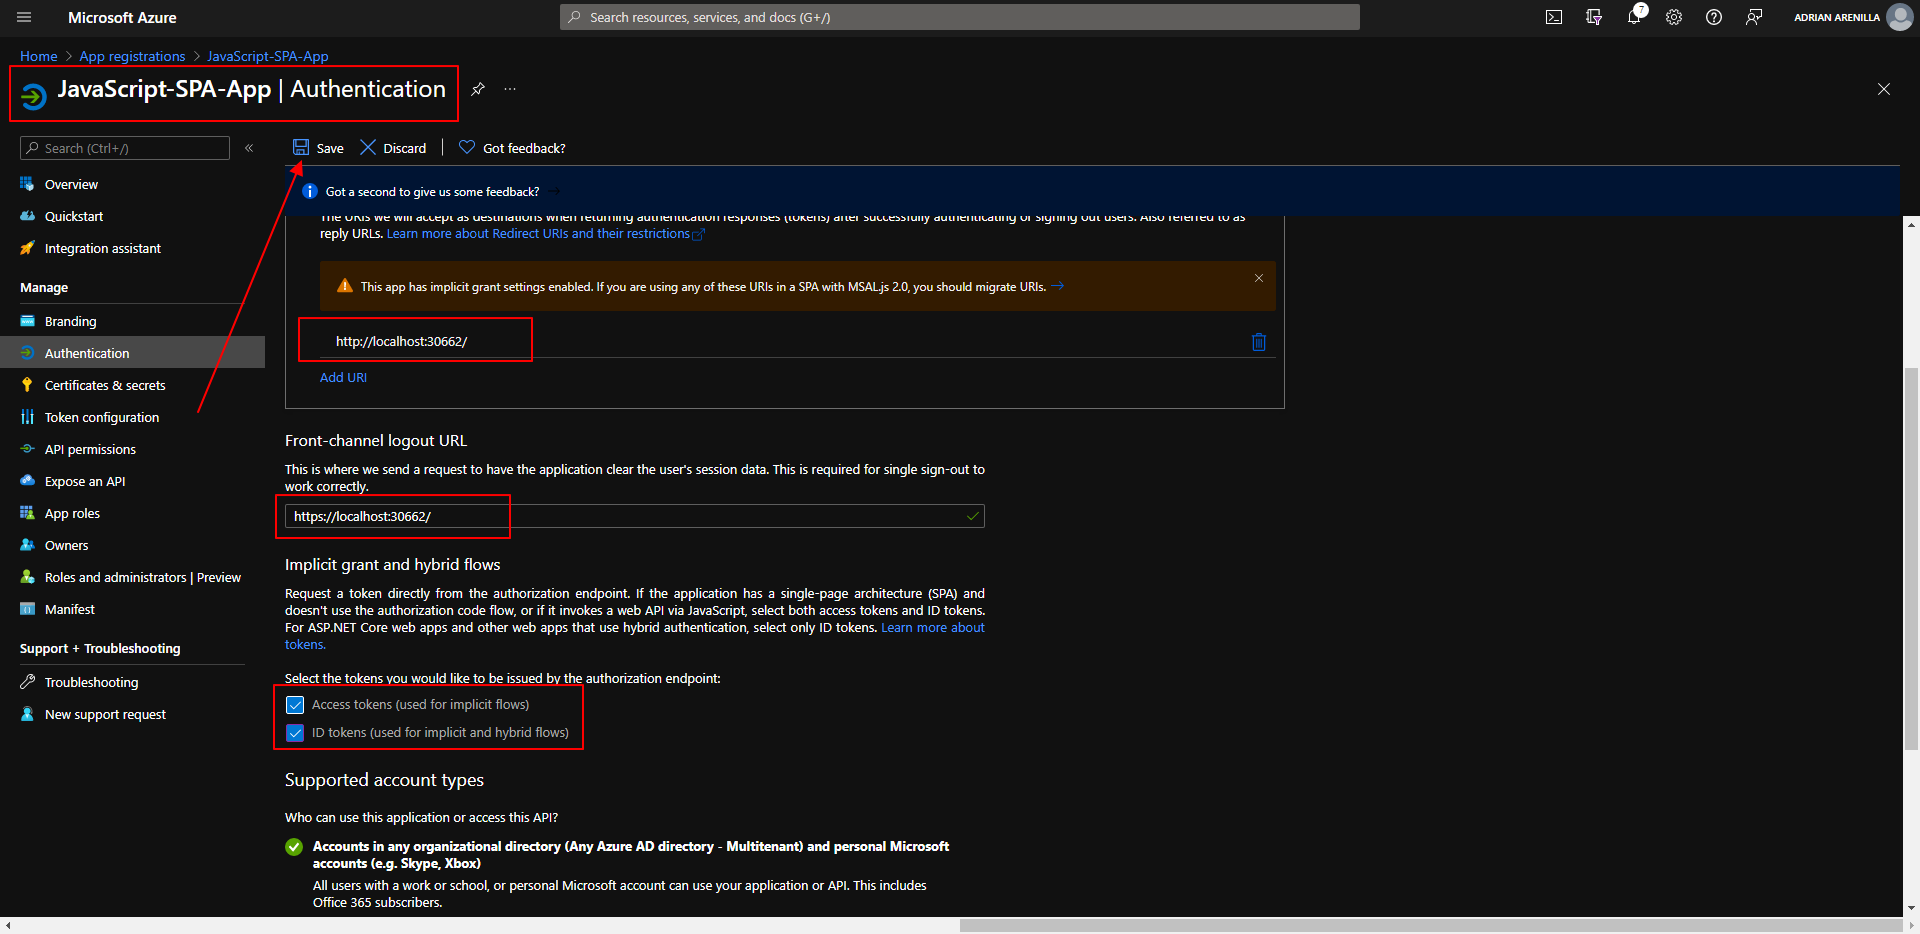 Microsoft Azure
Search resources, services, and docs (G+/)
7
ADRIAN ARENILLA
Home > App registrations > JavaScript-SPA-App
JavaScript-SPA-App | Authentication
...
Search (Ctrl+/)
«
Overview
Quickstart
Integration assistant
Manage
Branding
Authentication
Certificates & secrets
Token configuration
API permissions
Expose an API
App roles
Owners
Roles and administrators | Preview
Manifest
Support + Troubleshooting
Troubleshooting
New support request
Save
Discard
Got feedback?
Got a second to give us some feedback?
The URIs we will accept as destinations when returning authentication responses (tokens) after successfully authenticating or signing out users. Also referred to as
reply URLs. Learn more about Redirect URIs and their restrictions
This app has implicit grant settings enabled. If you are using any of these URIs in a SPA with MSAL.js 2.0, you should migrate URIs.
http://localhost:30662/
Add URI
Front-channel logout URL
This is where we send a request to have the application clear the user's session data. This is required for single sign-out to
work correctly.
https://localhost:30662/
Implicit grant and hybrid flows
Request a token directly from the authorization endpoint. If the application has a single-page architecture (SPA) and
doesn't use the authorization code flow, or if it invokes a web API via JavaScript, select both access tokens and ID tokens.
For ASP.NET Core web apps and other web apps that use hybrid authentication, select only ID tokens. Learn more about
tokens.
Select the tokens you would like to be issued by the authorization endpoint:
Access tokens (used for implicit flows)
ID tokens (used for implicit and hybrid flows)
Supported account types
Who can use this application or access this API?
Accounts in any organizational directory (Any Azure AD directory - Multitenant) and personal Microsoft
accounts (e.g. Skype, Xbox)
All users with a work or school, or personal Microsoft account can use your application or API. This includes
Office 365 subscribers.